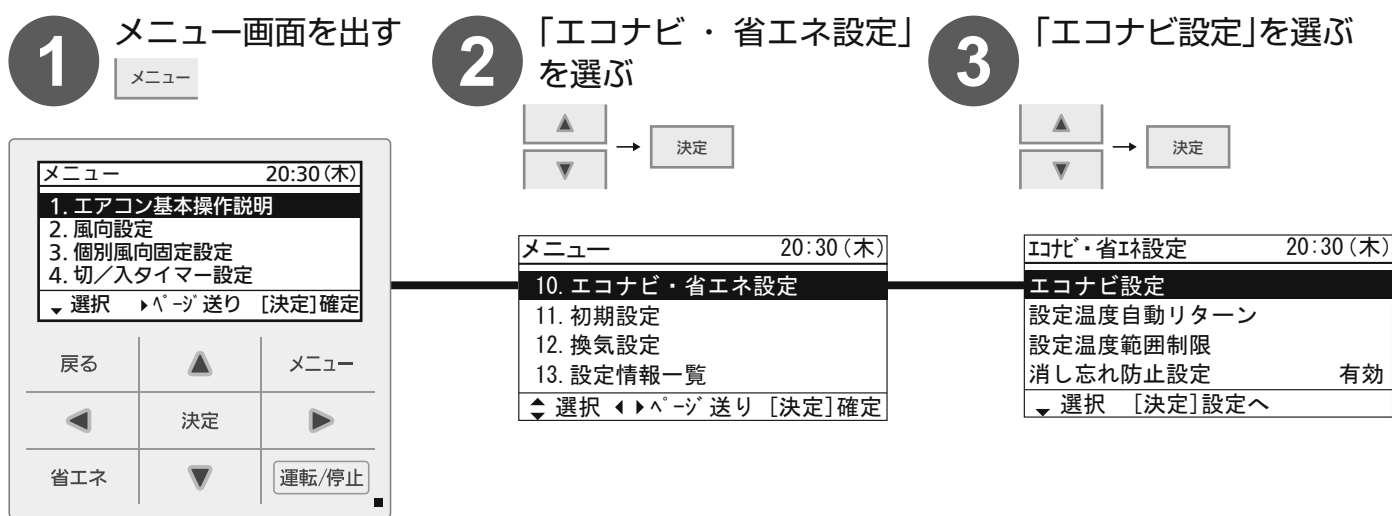 1
メニュー画面を出す
メニュー
メニュー 20:30(木)
1. エアコン基本操作説明
2. 風向設定
3. 個別風向固定設定
4. 切／入タイマー設定
選択 ページ送り [決定]確定
戻る ▲ メニュー
◀ 決定 ▶
省エネ ▼ 運転/停止
2
「エコナビ ・ 省エネ設定」
を選ぶ
▲
▼ → 決定
メニュー 20:30(木)
10. エコナビ・省エネ設定
11. 初期設定
12. 換気設定
13. 設定情報一覧
選択 ページ送り [決定]確定
3
「エコナビ設定」を選ぶ
▲
▼ → 決定
エコナビ・省エネ設定 20:30(木)
エコナビ設定
設定温度自動リターン
設定温度範囲制限
消し忘れ防止設定 有効
選択 [決定]設定へ